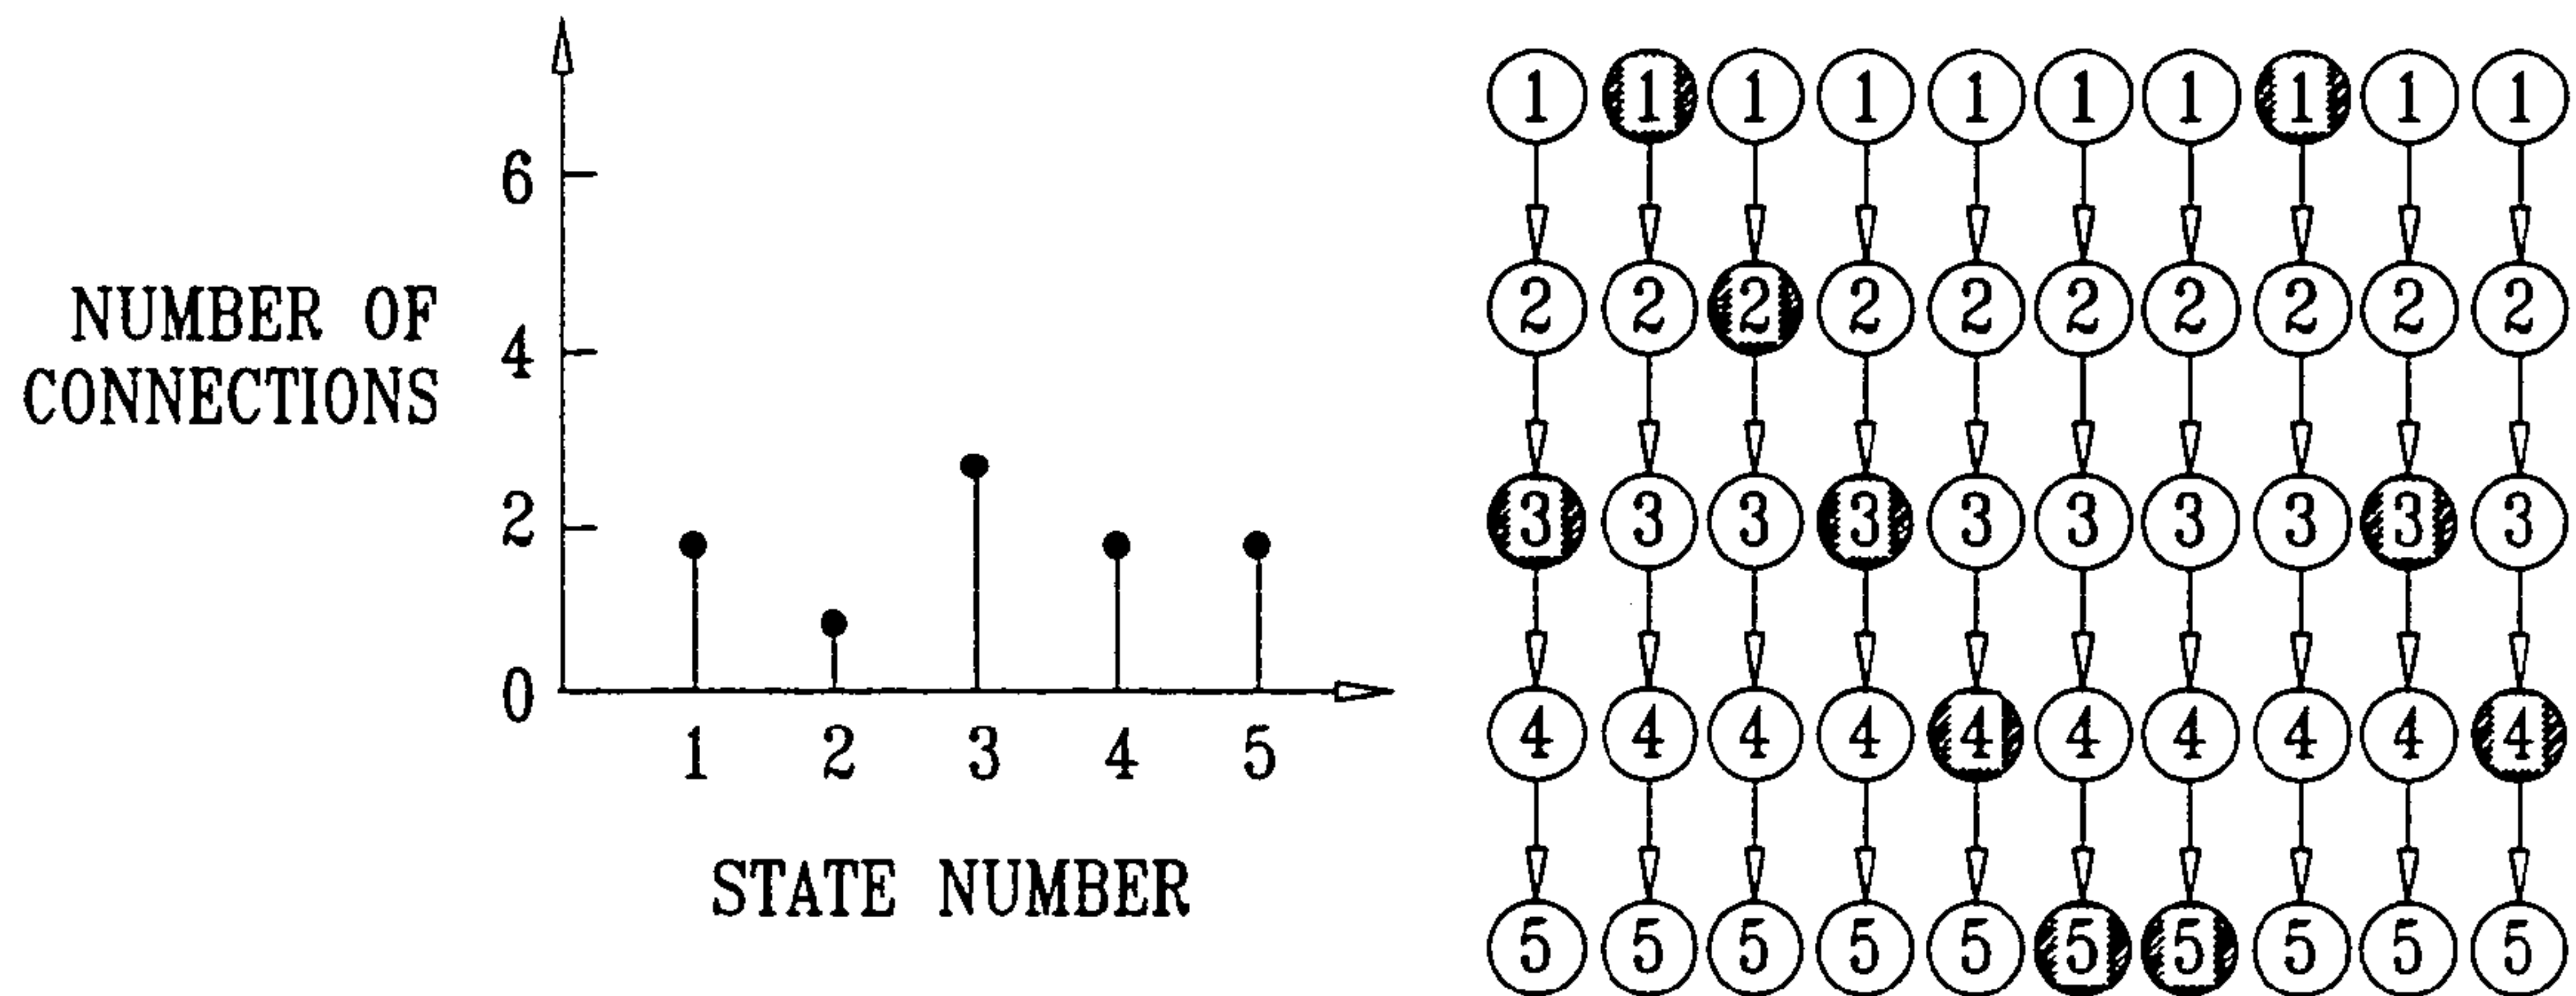 6
NUMBER OF
4
CONNECTIONS
2
0
1 2 3 4 5
STATE NUMBER
1 1 1 1 1 1 1 1 1 1
2 2 2 2 2 2 2 2 2 2
3 3 3 3 3 3 3 3 3 3
4 4 4 4 4 4 4 4 4 4
5 5 5 5 5 5 5 5 5 5